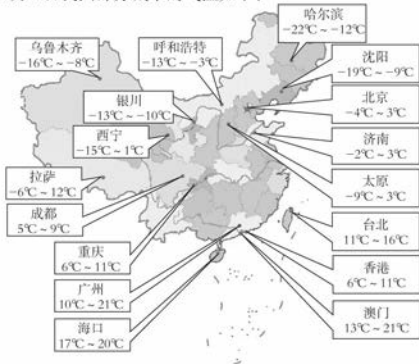 哈尔滨
-22℃~-12℃
乌鲁木齐
-16℃~-8℃
呼和浩特
-13℃~-3℃
沈阳
-19℃~-9℃
银川
-13℃~-10℃
北京
-4℃~3℃
西宁
-15℃~1℃
济南
-2℃~3℃
拉萨
-6℃~12℃
太原
-9℃~3℃
成都
5℃~9℃
台北
11℃~16℃
重庆
6℃~11℃
香港
6℃~11℃
广州
10℃~21℃
澳门
13℃~21℃
海口
17℃~20℃